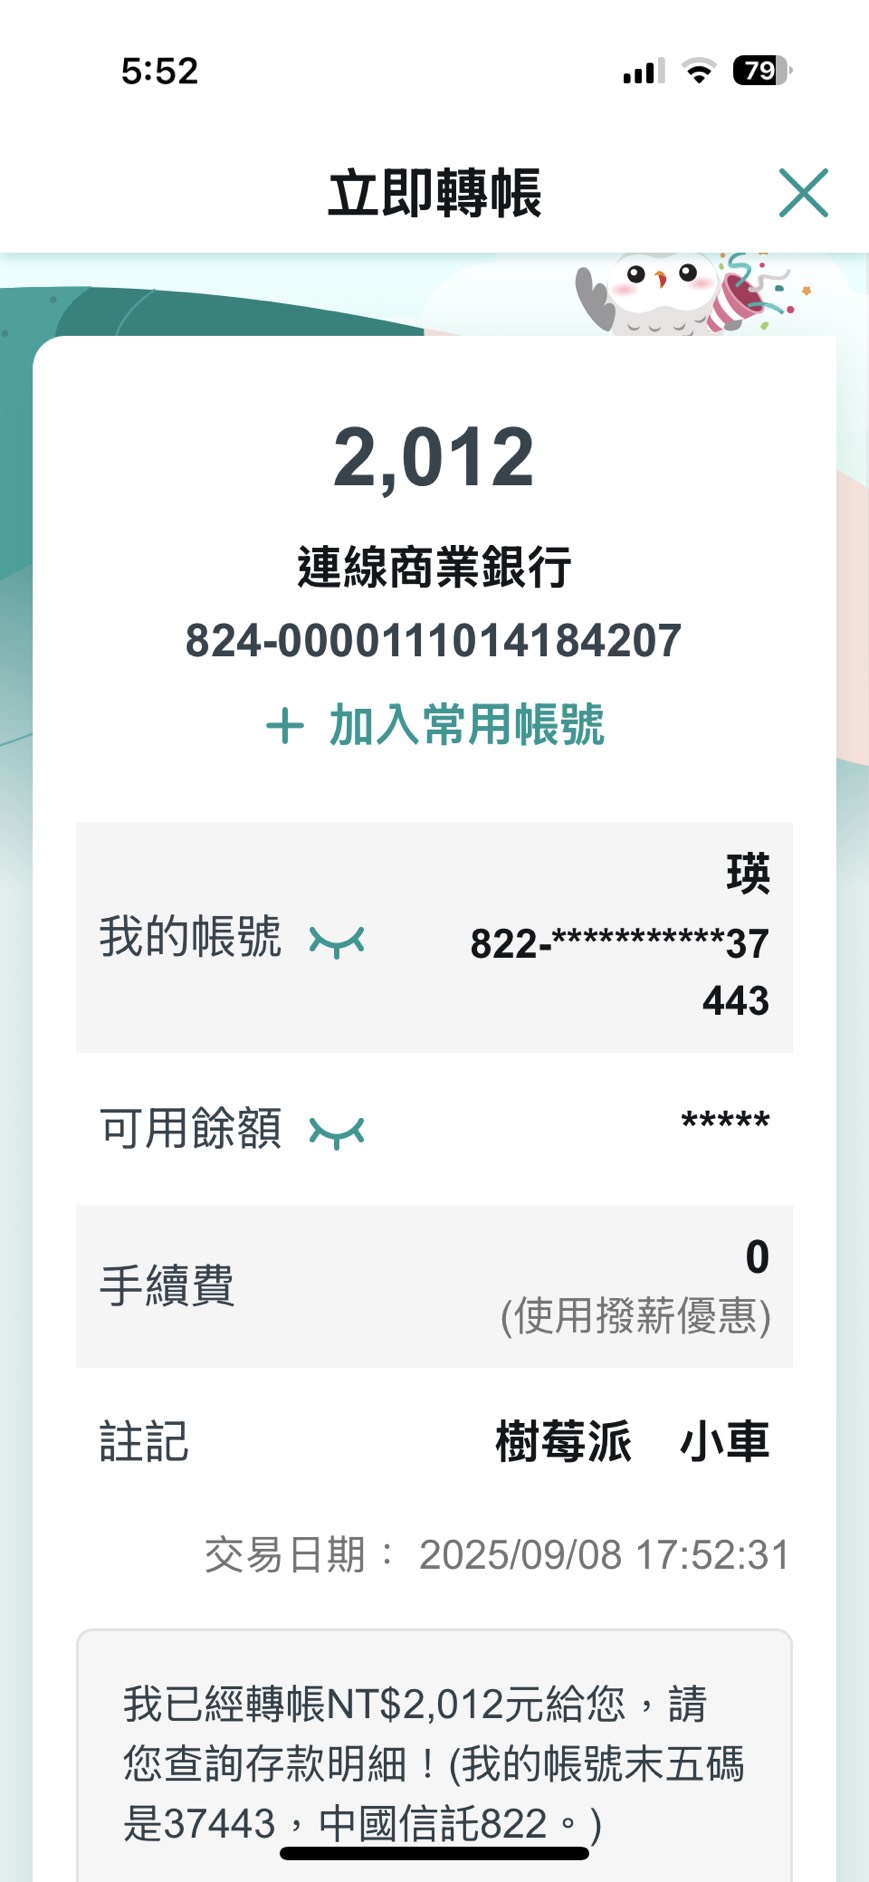 5:52
79
立即轉帳
2,012
連線商業銀行
824-0000111014184207
+ 加入常用帳號
瑛
我的帳號
822-***********37
443
可用餘額
*****
手續費
0
(使用撥薪優惠)
註記
樹莓派　小車
交易日期： 2025/09/08 17:52:31
我已經轉帳NT$2,012元給您，請
您查詢存款明細！(我的帳號末五碼
是37443，中國信託822。)